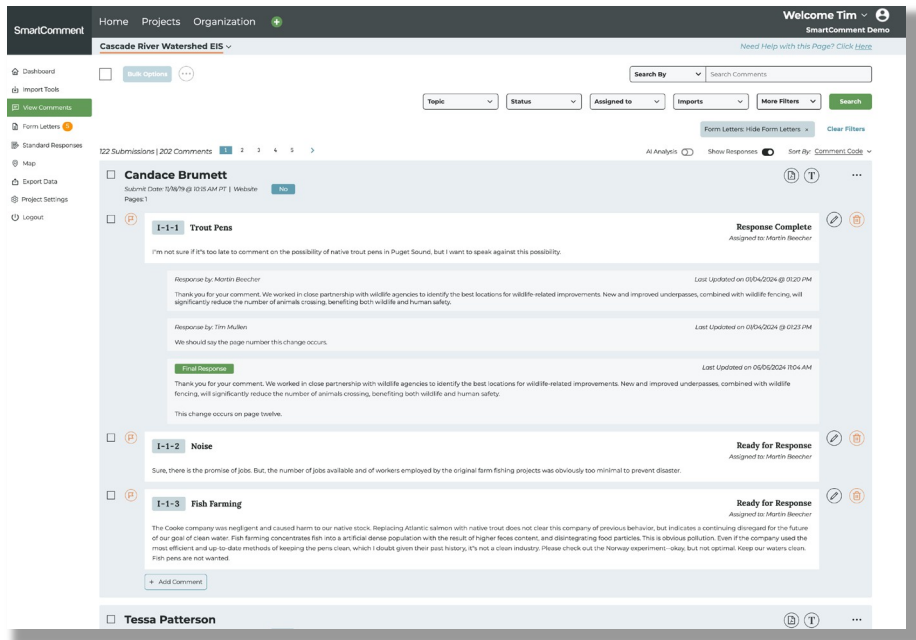 SmartComment
Home Projects Organization
Welcome Tim
SmartComment Demo
Cascade River Watershed EIS
Need Help with this Page? Click Here
Dashboard
Import Tools
View Comments
Form Letters 5
Standard Responses
Map
Export Data
Project Settings
Logout
Bulk Options
Search By Search Comments
Topic Status Assigned to Imports More Filters Search
Form Letters: Hide Form Letters × Clear Filters
122 Submissions | 202 Comments 1 2 3 4 5 >
AI Analysis Show Responses Sort By: Comment Code
Candace Brumett
Submit Date: 11/18/19 @ 10:15 AM PT | Website No
Pages: 1
I-1-1 Trout Pens
Response Complete
Assigned to: Martin Beecher
I'm not sure if it"s too late to comment on the possibility of native trout pens in Puget Sound, but I want to speak against this possibility.
Response by: Martin Beecher
Last Updated on 01/04/2024 @ 01:20 PM
Thank you for your comment. We worked in close partnership with wildlife agencies to identify the best locations for wildlife-related improvements. New and improved underpasses, combined with wildlife fencing, will
significantly reduce the number of animals crossing, benefiting both wildlife and human safety.
Response by: Tim Mullen
Last Updated on 01/04/2024 @ 01:23 PM
We should say the page number this change occurs.
Final Response
Last Updated on 06/06/2024 11:04 AM
Thank you for your comment. We worked in close partnership with wildlife agencies to identify the best locations for wildlife-related improvements. New and improved underpasses, combined with wildlife
fencing, will significantly reduce the number of animals crossing, benefiting both wildlife and human safety.
This change occurs on page twelve.
I-1-2 Noise
Ready for Response
Assigned to: Martin Beecher
Sure, there is the promise of jobs. But, the number of jobs available and of workers employed by the original farm fishing projects was obviously too minimal to prevent disaster.
I-1-3 Fish Farming
Ready for Response
Assigned to: Martin Beecher
The Cooke company was negligent and caused harm to our native stock. Replacing Atlantic salmon with native trout does not clear this company of previous behavior, but indicates a continuing disregard for the future
of our goal of clean water. Fish farming concentrates fish into a artificial dense population with the result of higher feces content, and disintegrating food particles. This is obvious pollution. Even if the company used the
most efficient and up-to-date methods of keeping the pens clean, which I doubt given their past history, it's not a clean industry. Please check out the Norway experiment--okay, but not optimal. Keep our waters clean.
Fish pens are not wanted.
+ Add Comment
Tessa Patterson